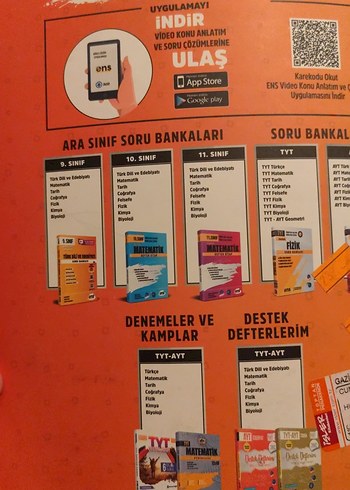 UYGULAMAYI
İNDİR
VİDEO KONU ANLATIM
VE SORU ÇÖZÜMLERİNE
ULAŞ
ens
App Store
Google play
Karekodu Okut
ENS Video Konu Anlatım ve Ç
Uygulamasını İndir
ARA SINIF SORU BANKALARI
9. SINIF
Türk Dili ve Edebiyatı
Matematik
Tarih
Coğrafya
Fizik
Kimya
Biyoloji
10. SINIF
Türk Dili ve Edebiyatı
Matematik
Tarih
Coğrafya
Felsefe
Fizik
Kimya
Biyoloji
11. SINIF
Türk Dili ve Edebiyatı
Matematik
Tarih
Coğrafya
Felsefe
Fizik
Kimya
Biyoloji
SORU BANKAL
TYT
TYT Türkçe
TYT Matematik
TYT Tarih
TYT Coğrafya
TYT Felsefe
TYT Fizik
TYT Kimya
TYT Biyoloji
TYT - AYT Geometri
MATEMATİK
MATEMATİK
FİZİK
DENEMELER VE
KAMPLAR
TYT-AYT
Türkçe
Matematik
Tarih
Coğrafya
Fizik
Kimya
Biyoloji
DESTEK
DEFTERLERİM
TYT-AYT
Türk Dili ve Edebiyatı
Matematik
Tarih
Coğrafya
Fizik
Kimya
Biyoloji
TYT
MATEMATİK
TYT-AYT
TYT-AYT
GAZİ